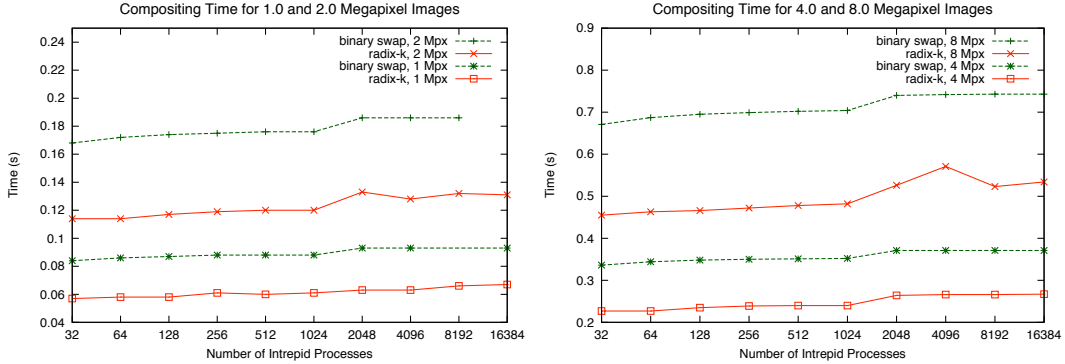 Compositing Time for 1.0 and 2.0 Megapixel Images
binary swap, 2 Mpx
radix-k, 2 Mpx
binary swap, 1 Mpx
radix-k, 1 Mpx
0.24
0.22
0.2
0.18
0.16
0.14
0.12
0.1
0.08
0.06
0.04
Time (s)
32 64 128 256 512 1024 2048 4096 8192 16384
Number of Intrepid Processes
Compositing Time for 4.0 and 8.0 Megapixel Images
binary swap, 8 Mpx
radix-k, 8 Mpx
binary swap, 4 Mpx
radix-k, 4 Mpx
0.9
0.8
0.7
0.6
0.5
0.4
0.3
0.2
Time (s)
32 64 128 256 512 1024 2048 4096 8192 16384
Number of Intrepid Processes